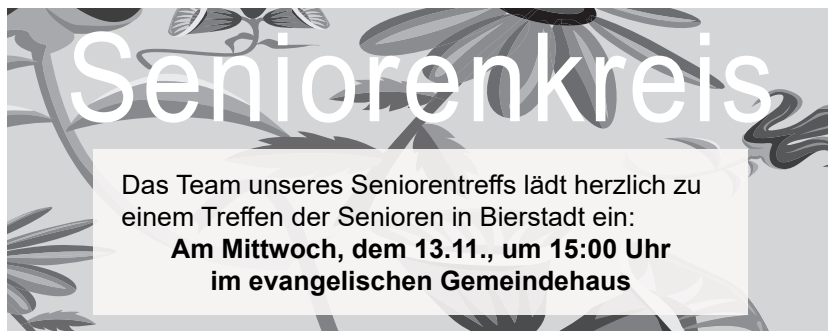 Seniorenkreis
Das Team unseres Seniorentreffs lädt herzlich zu
einem Treffen der Senioren in Bierstadt ein:
Am Mittwoch, dem 13.11., um 15:00 Uhr
im evangelischen Gemeindehaus